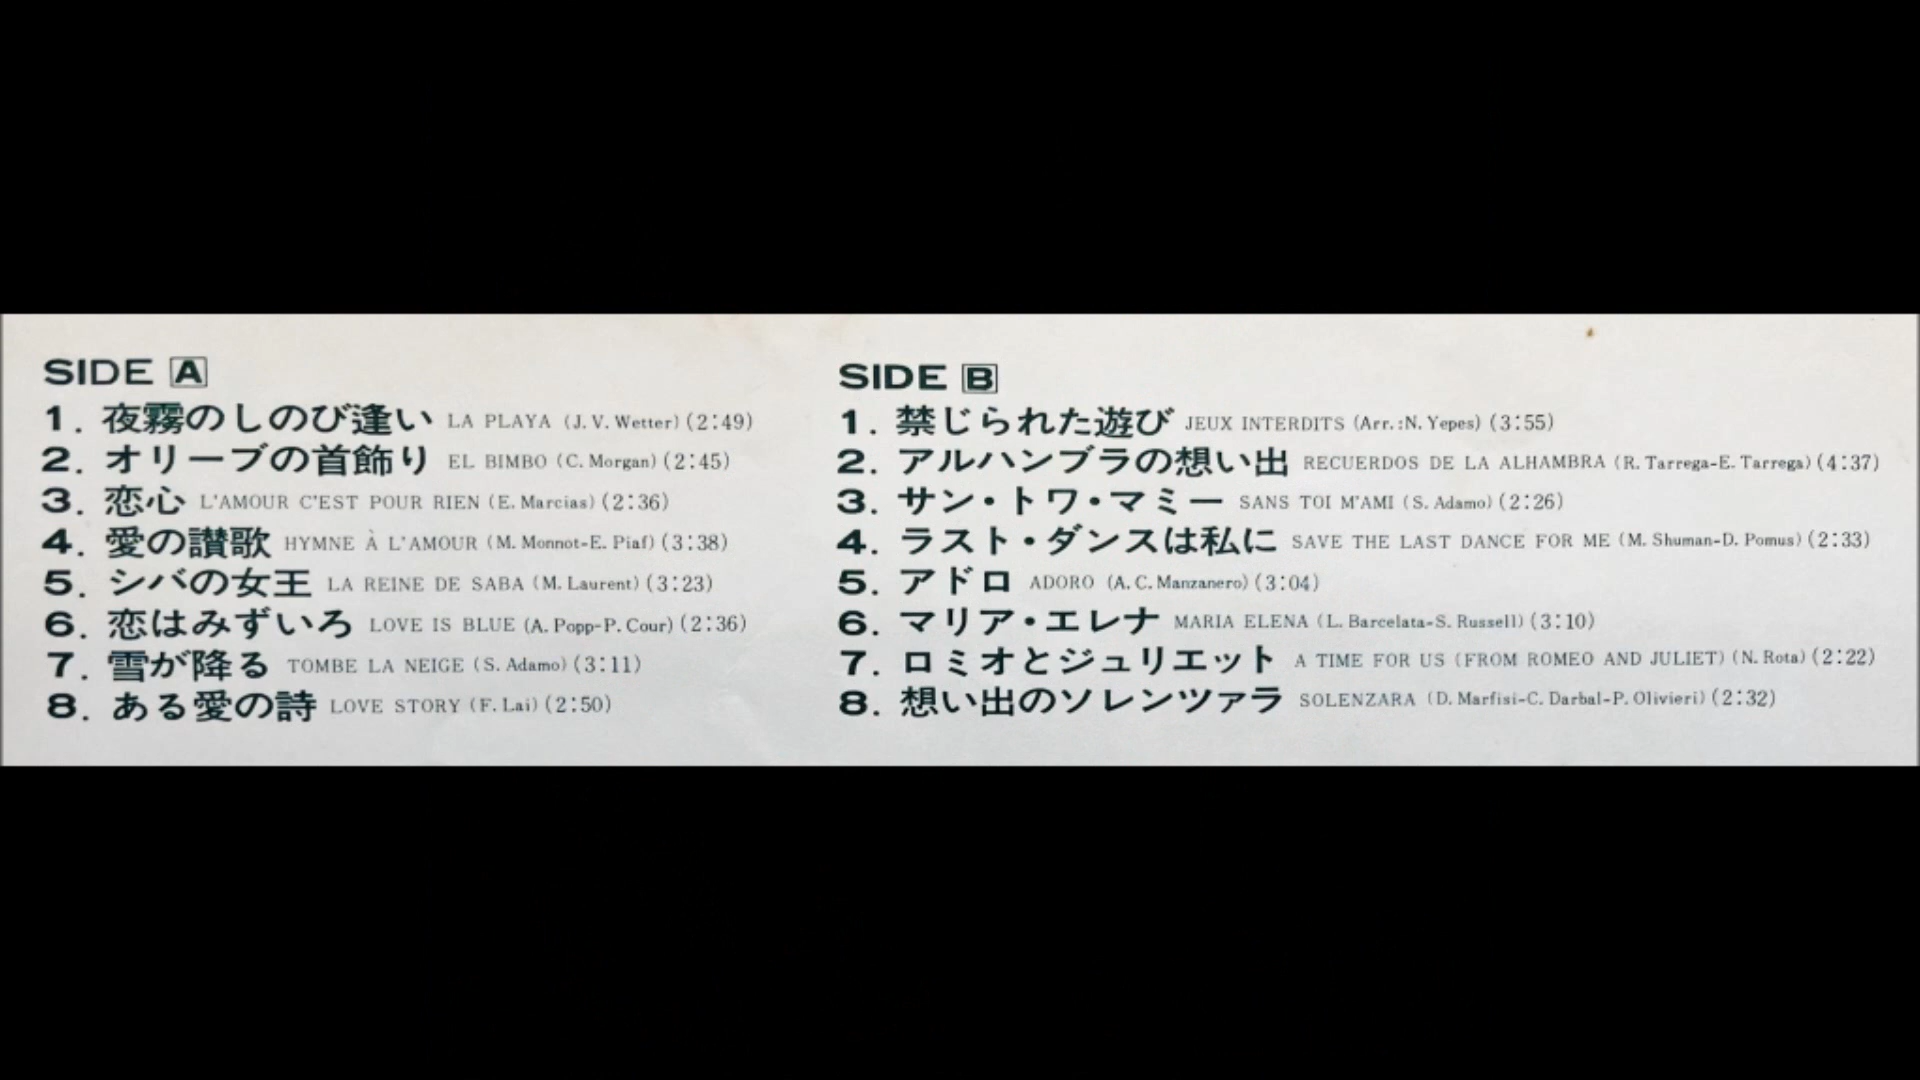 SIDE A
1. 夜霧のしのび逢い LA PLAYA (J. V. Wetter) (2:49)
2. オリーブの首飾り EL BIMBO (C. Morgan) (2:45)
3. 恋心 L'AMOUR C'EST POUR RIEN (E. Marcias) (2:36)
4. 愛の讃歌 HYMNE À L'AMOUR (M. Monnot-E. Piaf) (3:38)
5. シバの女王 LA REINE DE SABA (M. Laurent) (3:23)
6. 恋はみずいろ LOVE IS BLUE (A. Popp-P. Cour) (2:36)
7. 雪が降る TOMBE LA NEIGE (S. Adamo) (3:11)
8. ある愛の詩 LOVE STORY (F. Lai) (2:50)
SIDE B
1. 禁じられた遊び JEUX INTERDITS (Arr.:N. Yepes) (3:55)
2. アルハンブラの想い出 RECUERDOS DE LA ALHAMBRA (R. Tarrega-E. Tarrega) (4:37)
3. サン・トワ・マミー SANS TOI M'AMI (S. Adamo) (2:26)
4. ラスト・ダンスは私に SAVE THE LAST DANCE FOR ME (M. Shuman-D. Pomus) (2:33)
5. アドロ ADORO (A. C. Manzanero) (3:04)
6. マリア・エレナ MARIA ELENA (L. Barcelata-S. Russell) (3:10)
7. ロミオとジュリエット A TIME FOR US (FROM ROMEO AND JULIET) (N. Rota) (2:22)
8. 想い出のソレンツァラ SOLENZARA (D. Marfisi-C. Darbal-P. Olivieri) (2:32)